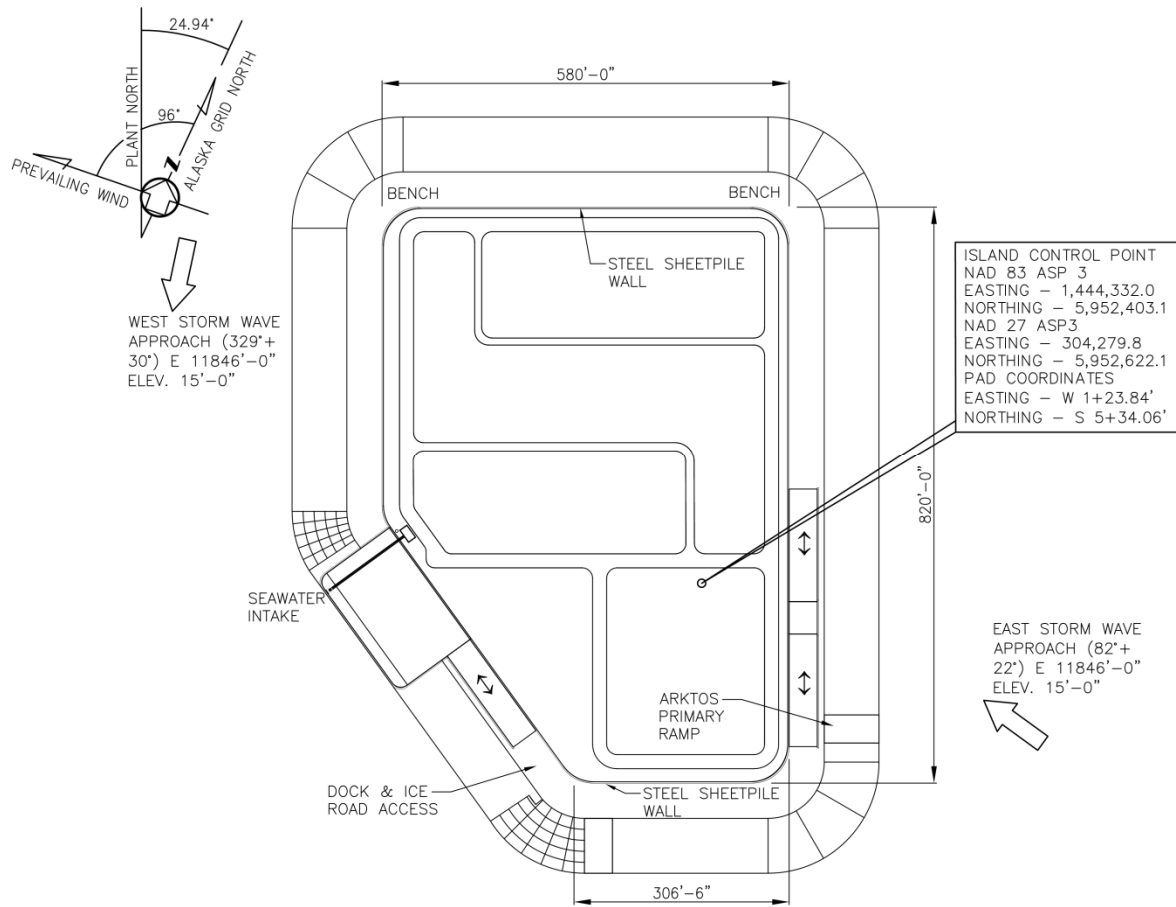 24.94°
PLANT NORTH
96°
ALASKA GRID NORTH
Z
PREVAILING WIND
WEST STORM WAVE
APPROACH (329°+
30°) E 11846'-0"
ELEV. 15'-0"
580'-0"
BENCH
BENCH
STEEL SHEETPILE
WALL
ISLAND CONTROL POINT
NAD 83 ASP 3
EASTING - 1,444,332.0
NORTHING - 5,952,403.1
NAD 27 ASP3
EASTING - 304,279.8
NORTHING - 5,952,622.1
PAD COORDINATES
EASTING - W 1+23.84'
NORTHING - S 5+34.06'
820'-0"
SEAWATER
INTAKE
EAST STORM WAVE
APPROACH (82°+
22°) E 11846'-0"
ELEV. 15'-0"
ARKTOS
PRIMARY
RAMP
DOCK & ICE
ROAD ACCESS
STEEL SHEETPILE
WALL
306'-6"